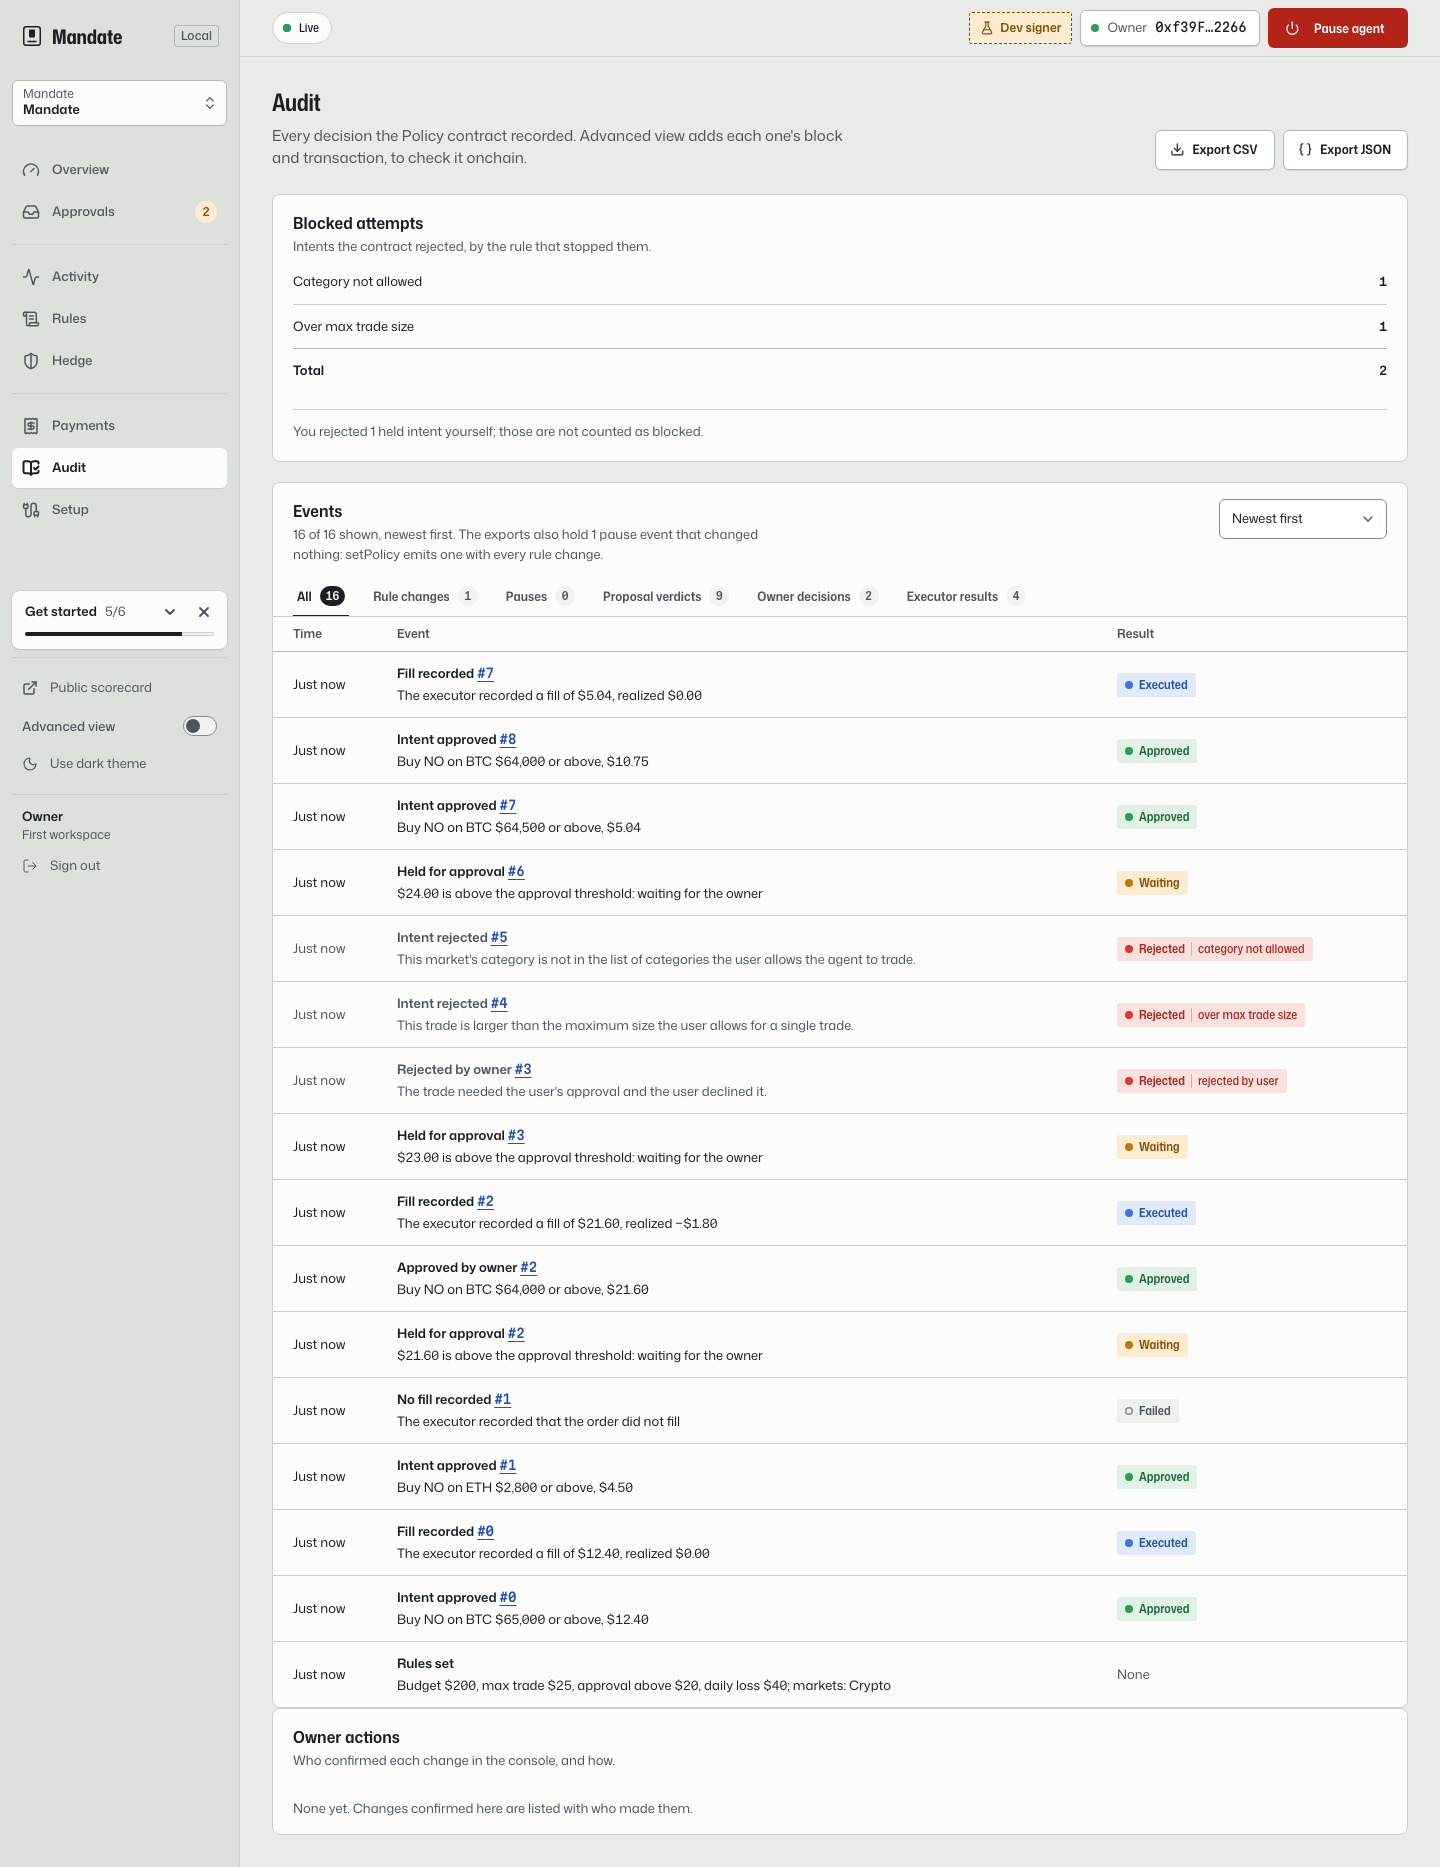 Mandate
Local
Mandate
Mandate
Overview
Approvals 2
Activity
Rules
Hedge
Payments
Audit
Setup
Get started 5/6
Public scorecard
Advanced view
Use dark theme
Owner
First workspace
Sign out
Live
Dev signer
Owner 0xf39F…2266
Pause agent
Audit
Every decision the Policy contract recorded. Advanced view adds each one's block
and transaction, to check it onchain.
Export CSV
Export JSON
Blocked attempts
Intents the contract rejected, by the rule that stopped them.
Category not allowed 1
Over max trade size 1
Total 2
You rejected 1 held intent yourself; those are not counted as blocked.
Events
16 of 16 shown, newest first. The exports also hold 1 pause event that changed
nothing: setPolicy emits one with every rule change.
Newest first
All 16 Rule changes 1 Pauses 0 Proposal verdicts 9 Owner decisions 2 Executor results 4
Time Event Result
Fill recorded #7
Just now
The executor recorded a fill of $5.04, realized $0.00
Executed
Intent approved #8
Just now
Buy NO on BTC $64,000 or above, $10.75
Approved
Intent approved #7
Just now
Buy NO on BTC $64,500 or above, $5.04
Approved
Held for approval #6
Just now
$24.00 is above the approval threshold: waiting for the owner
Waiting
Intent rejected #5
Just now
This market's category is not in the list of categories the user allows the agent to trade.
Rejected | category not allowed
Intent rejected #4
Just now
This trade is larger than the maximum size the user allows for a single trade.
Rejected | over max trade size
Rejected by owner #3
Just now
The trade needed the user's approval and the user declined it.
Rejected | rejected by user
Held for approval #3
Just now
$23.00 is above the approval threshold: waiting for the owner
Waiting
Fill recorded #2
Just now
The executor recorded a fill of $21.60, realized −$1.80
Executed
Approved by owner #2
Just now
Buy NO on BTC $64,000 or above, $21.60
Approved
Held for approval #2
Just now
$21.60 is above the approval threshold: waiting for the owner
Waiting
No fill recorded #1
Just now
The executor recorded that the order did not fill
Failed
Intent approved #1
Just now
Buy NO on ETH $2,800 or above, $4.50
Approved
Fill recorded #0
Just now
The executor recorded a fill of $12.40, realized $0.00
Executed
Intent approved #0
Just now
Buy NO on BTC $65,000 or above, $12.40
Approved
Rules set
Just now
Budget $200, max trade $25, approval above $20, daily loss $40; markets: Crypto
None
Owner actions
Who confirmed each change in the console, and how.
None yet. Changes confirmed here are listed with who made them.